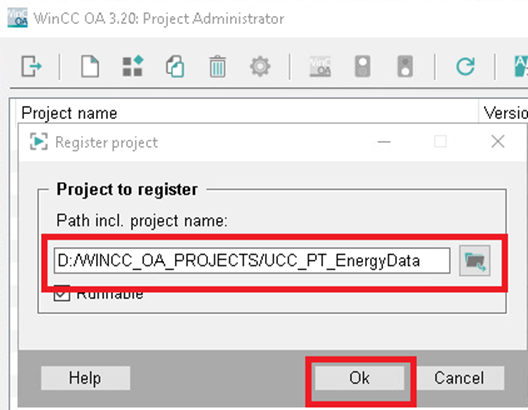 WinCC OA 3.20: Project Administrator
Project name
Versio
Register project
Project to register
Path incl. project name:
D:/WINCC_OA_PROJECTS/UCC_PT_EnergyData
Runnable
Help
Ok
Cancel